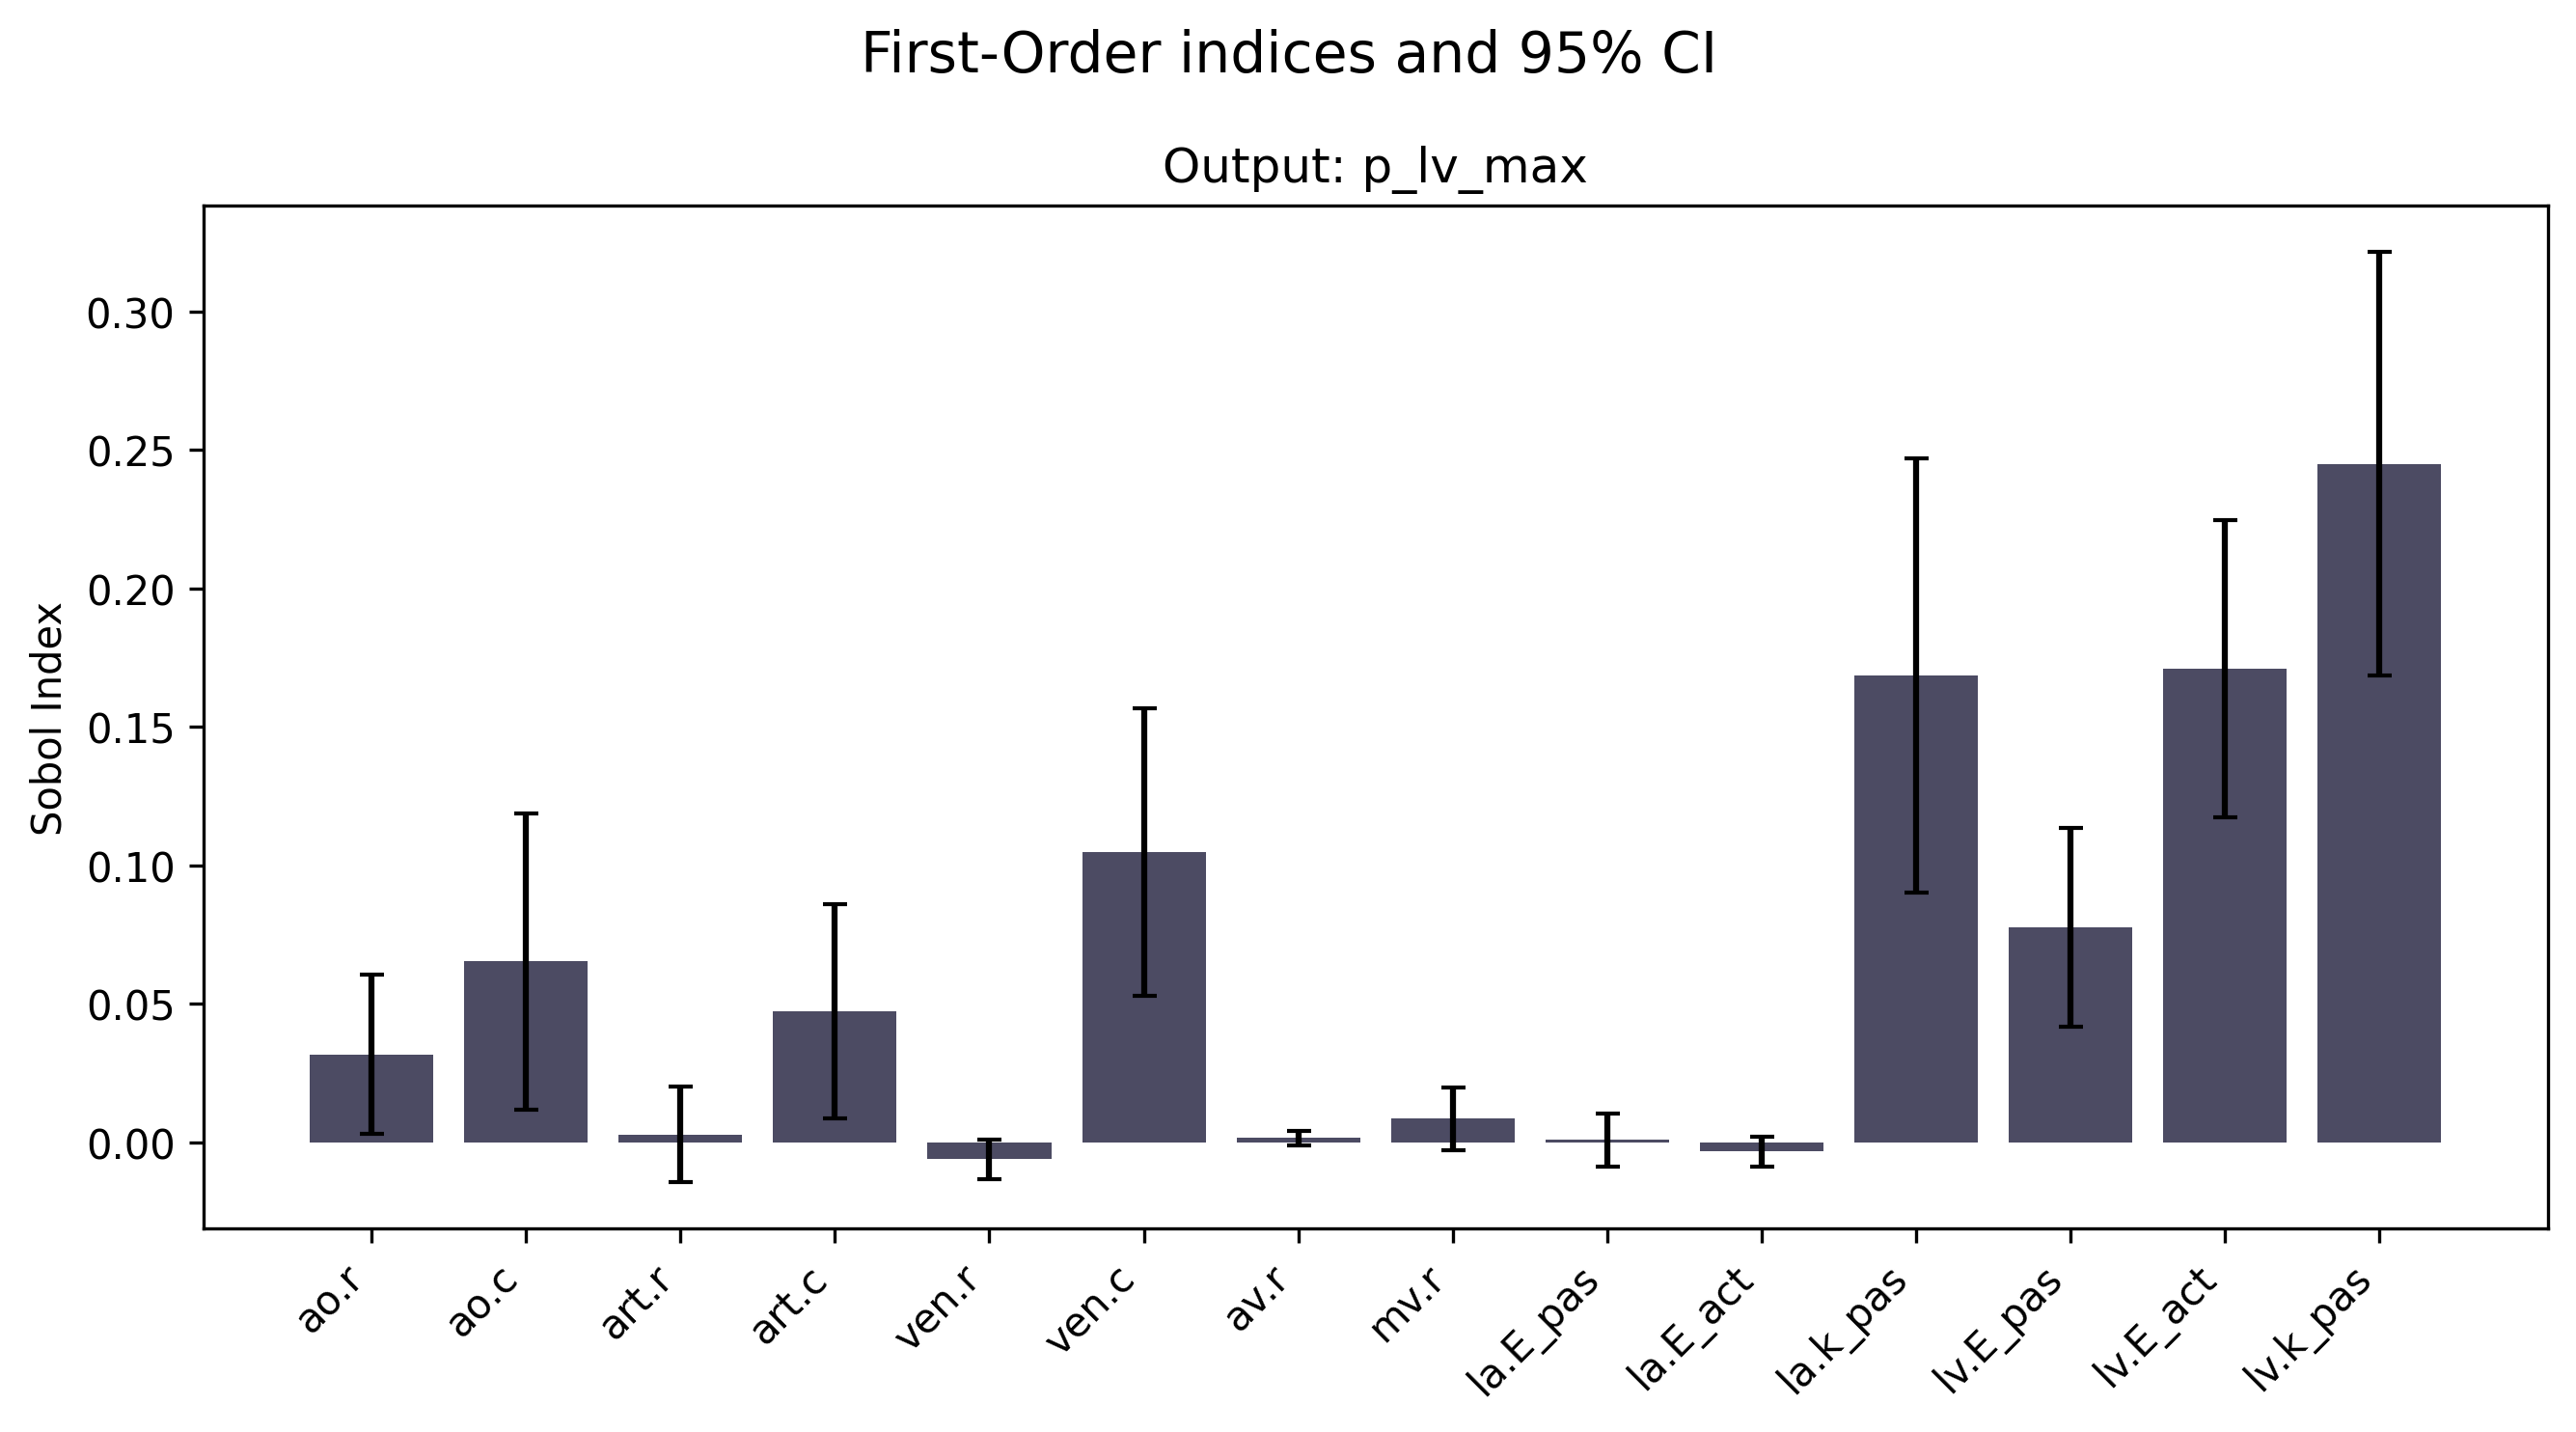 First-Order indices and 95% CI
Output: p_lv_max
Sobol Index
0.30
0.25
0.20
0.15
0.10
0.05
0.00
ao.r
ao.c
art.r
art.c
ven.r
ven.c
av.r
mv.r
la.E_pas
la.E_act
la.k_pas
lv.E_pas
lv.E_act
lv.k_pas